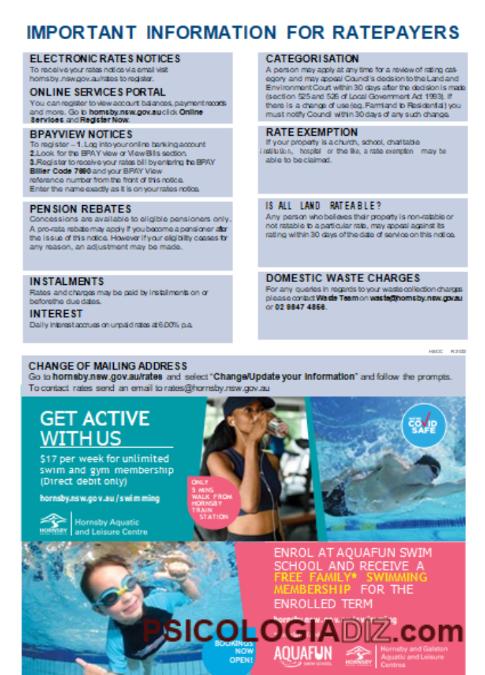 IMPORTANT INFORMATION FOR RATEPAYERS
ELECTRONIC RATES NOTICES
To receive your rates notice via email visit
hornsby.nsw.gov.au/rates to register.
ONLINE SERVICES PORTAL
You can register to view account balances, payment records
and more. Go to hornsby.nsw.gov.au click Online
Services and Register Now.
BPAYVIEW NOTICES
To register – 1. Log into your online banking account
2. Look for the BPAY view or View Bills section.
3. Register to receive your rates bill by entering the BPAY
Biller Code 7690 and your BPAY View
reference number from the front of this notice.
Enter the name exactly as it is on your rates notice.
PENSION REBATES
Concessions are available to eligible pensioners only.
A pro-rata rebate may apply if you become a pensioner after
the issue of this notice. However if your eligibility ceases for
any reason, an adjustment may be made.
INSTALMENTS
Rates and charges may be paid by instalments on or
before the due dates.
INTEREST
Daily interest accrues on unpaid rates at 6.00% p.a.
CATEGORISATION
A person may apply at any time for a review of rating cat-
egory and may appeal Council's decision to the Land and
Environment Court within 30 days after the decision is made
(section 525 and 526 of Local Government Act 1993). If
there is a change of use (eg. Farmland to Residential) you
must notify Council within 30 days of any such change.
RATE EXEMPTION
If your property is a church, school, charitable
institution, hospital or the like, a rate exemption may be
able to be claimed.
IS ALL LAND RATEABLE?
Any person who believes their property is non-ratable or
not ratable to a particular rate, may appeal against its
rating within 30 days of the date of service on this notice.
DOMESTIC WASTE CHARGES
For any queries in regards to your waste collection charges
please contact Waste Team on waste@hornsby.nsw.gov.au
or 02 9847 4856.
CHANGE OF MAILING ADDRESS
Go to hornsby.nsw.gov.au/rates and select "Change/Update your Information" and follow the prompts.
To contact rates send an email to rates@hornsby.nsw.gov.au
GET ACTIVE
WITH US
$17 per week for unlimited
swim and gym membership
(Direct debit only)
hornsby.nsw.gov.au/swimming
HORNSBY
Hornsby Aquatic
and Leisure Centre
ONLY
5 MINS
WALK FROM
HORNSBY
TRAIN
STATION
COVID
SAFE
ENROL AT AQUAFUN SWIM
SCHOOL AND RECEIVE A
FREE FAMILY* SWIMMING
MEMBERSHIP FOR THE
ENROLLED TERM
PSICOLOGIADIZ.com
BOOKINGS
NOW
OPEN!
AQUAFUN
SWIM SCHOOL
HORNSBY
Hornsby and Galston
Aquatic and Leisure
Centres